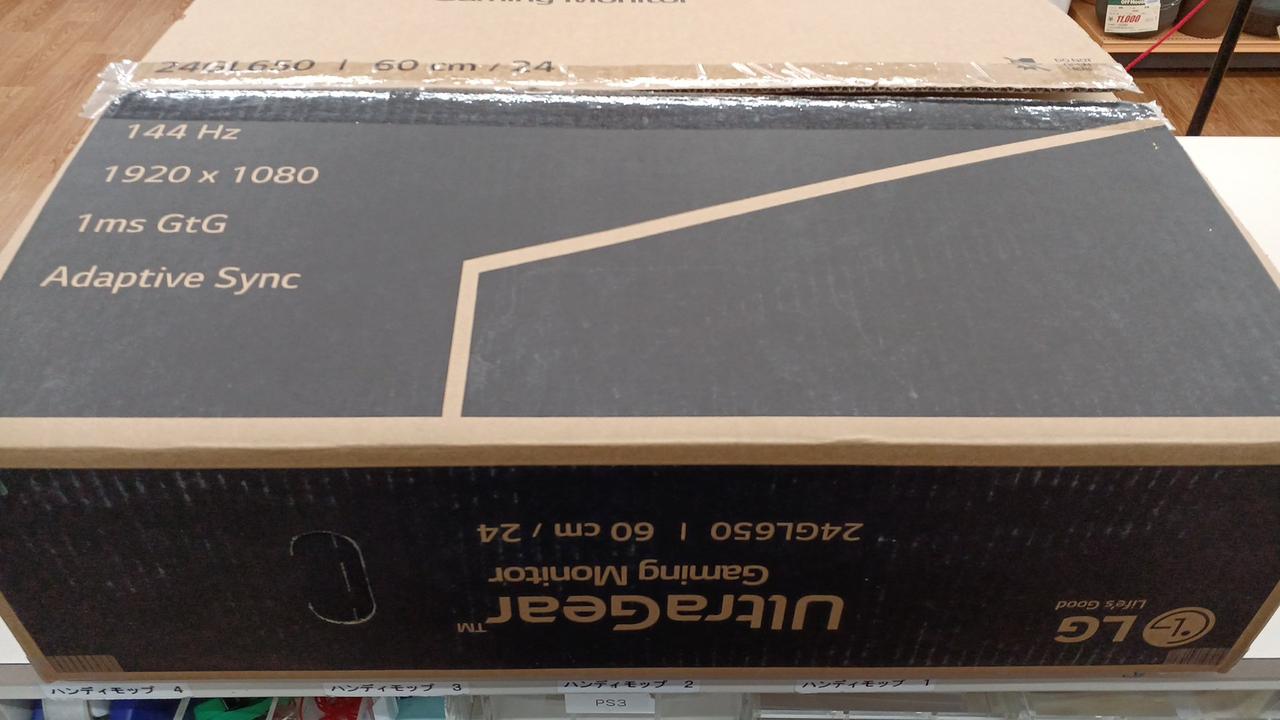 Gaming Monitor
24GL650 | 60 cm / 24
144 Hz
1920 x 1080
1ms GtG
Adaptive Sync
LG
Life's Good
UltraGear™
Gaming Monitor
24GL650 | 60 cm / 24
ハンディモップ 4
ハンディモップ 3
ハンディモップ 2
ハンディモップ 1
PS3